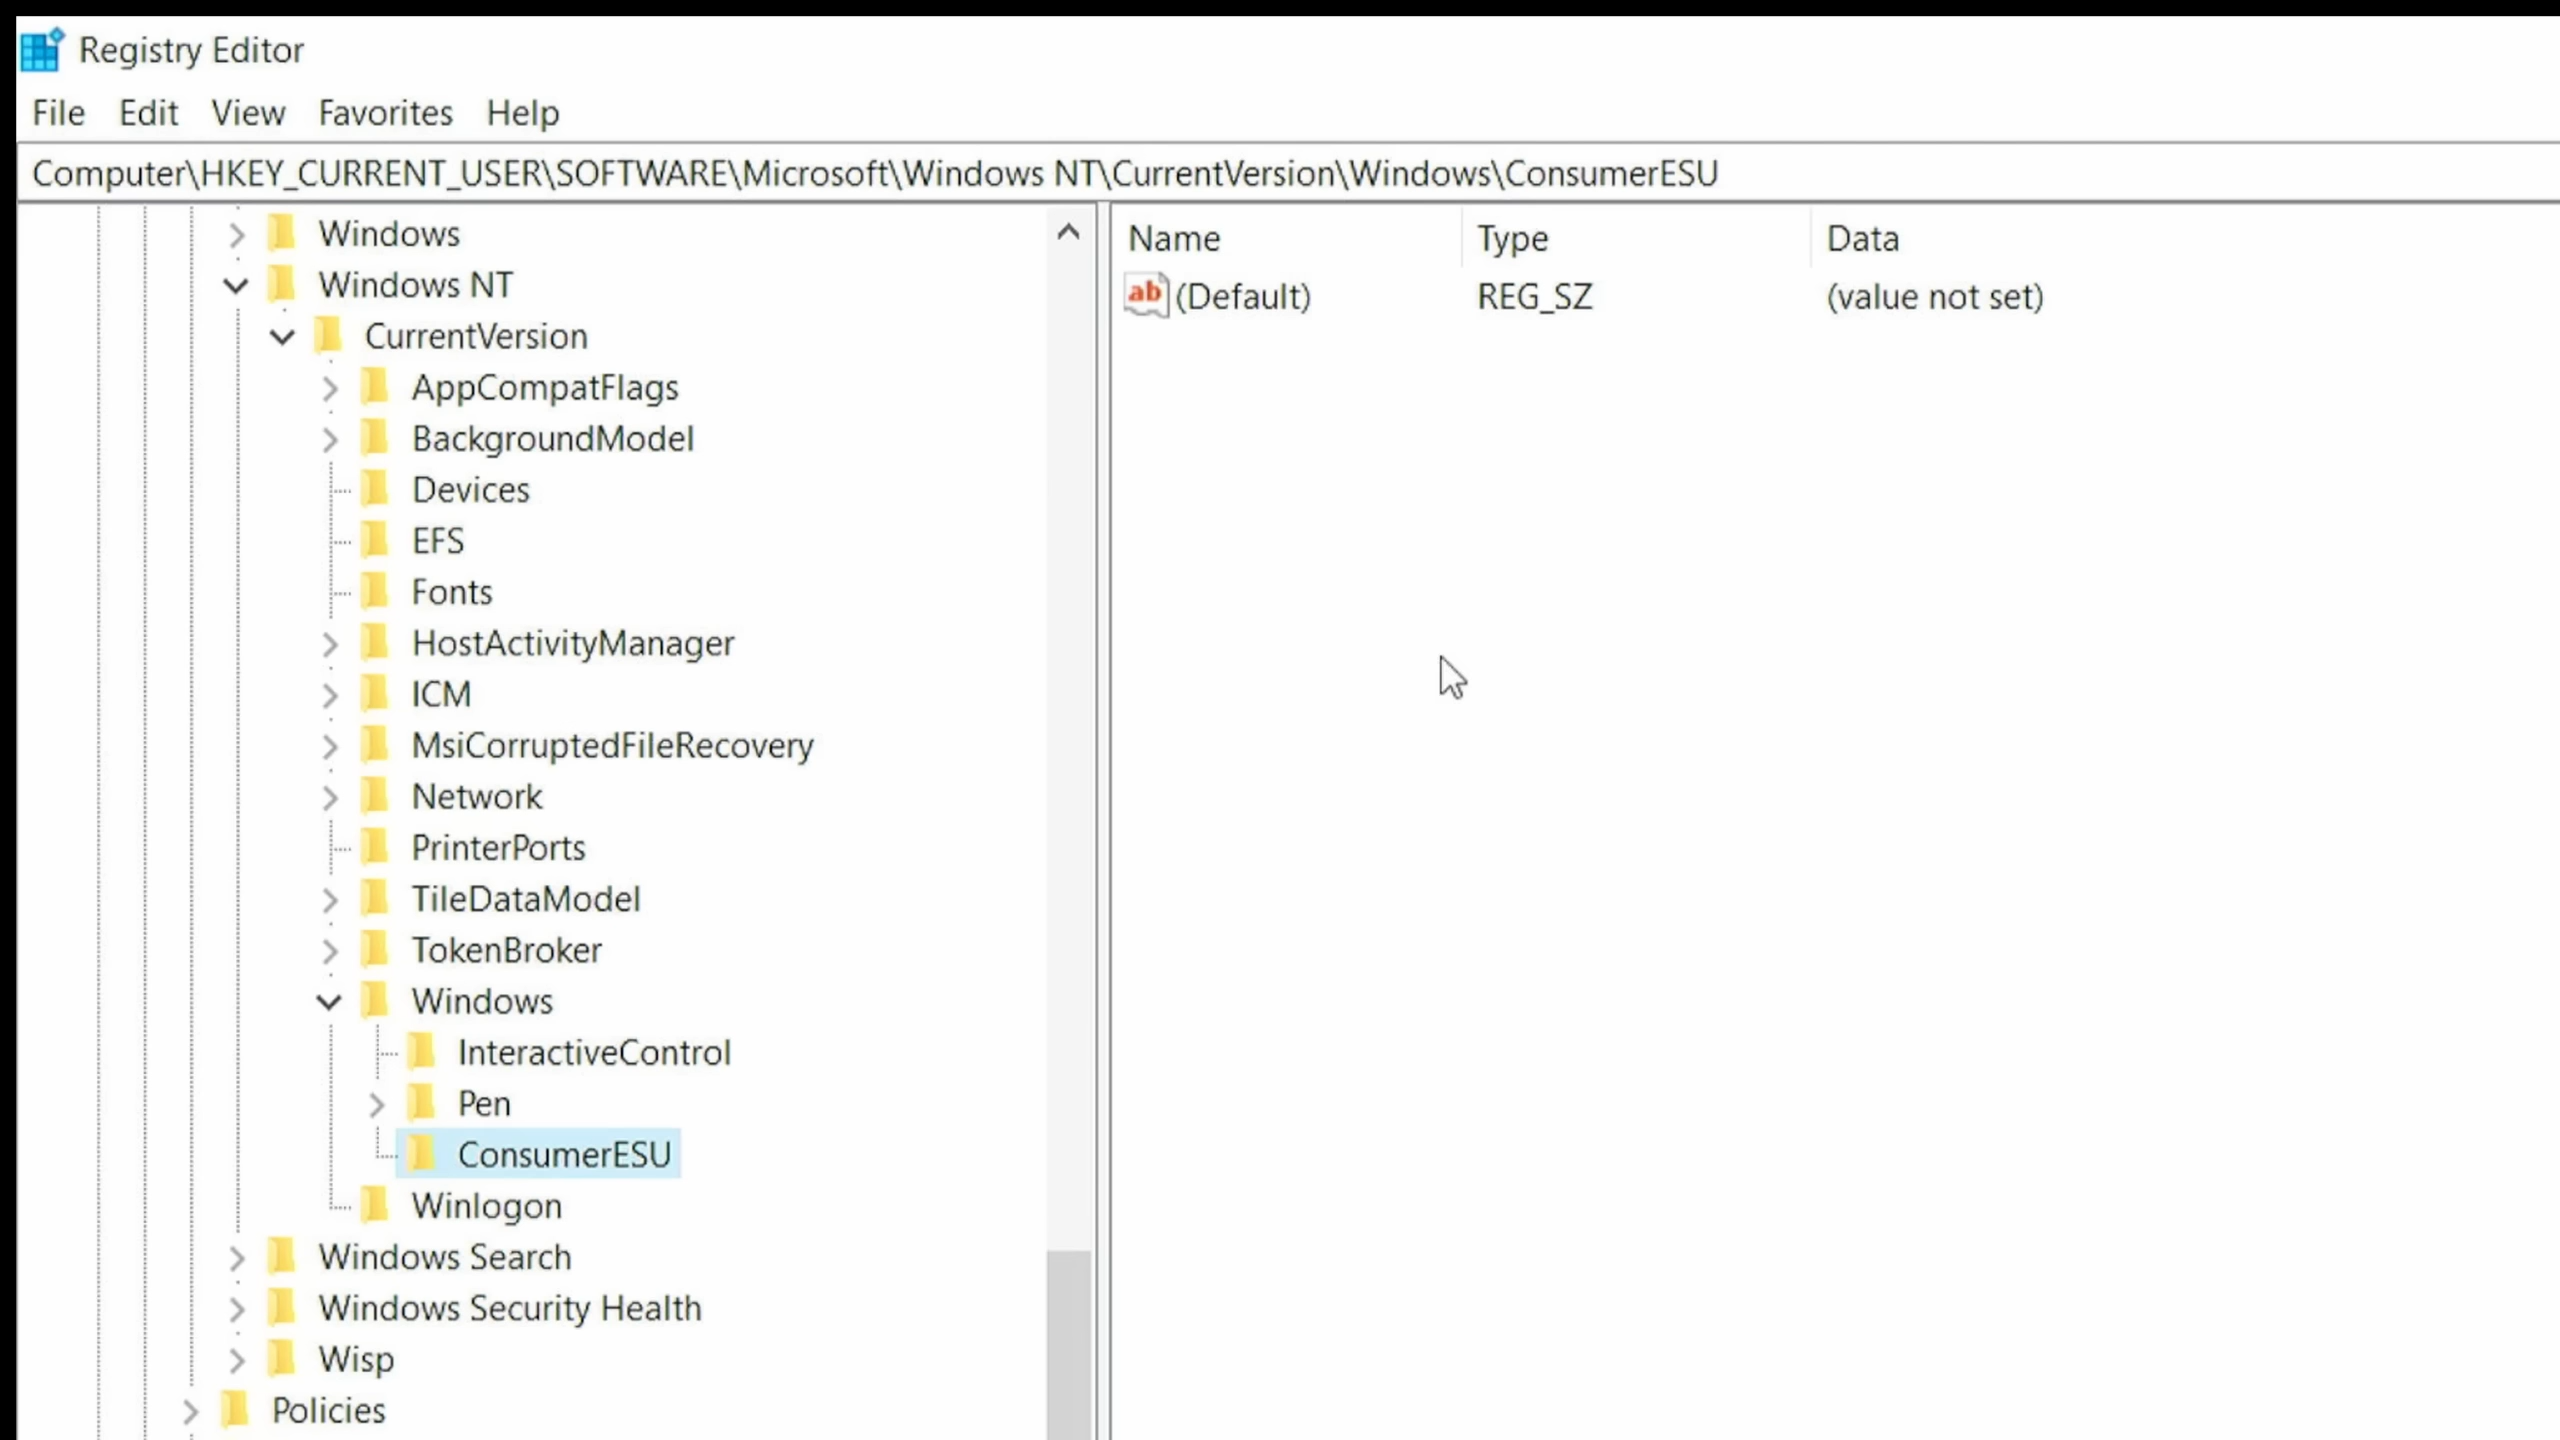 Registry Editor
File Edit View Favorites Help
Computer\HKEY_CURRENT_USER\SOFTWARE\Microsoft\Windows NT\CurrentVersion\Windows\ConsumerESU
Windows
Windows NT
CurrentVersion
AppCompatFlags
BackgroundModel
Devices
EFS
Fonts
HostActivityManager
ICM
MsiCorruptedFileRecovery
Network
PrinterPorts
TileDataModel
TokenBroker
Windows
InteractiveControl
Pen
ConsumerESU
Winlogon
Windows Search
Windows Security Health
Wisp
Policies
Name Type Data
ab (Default) REG_SZ (value not set)